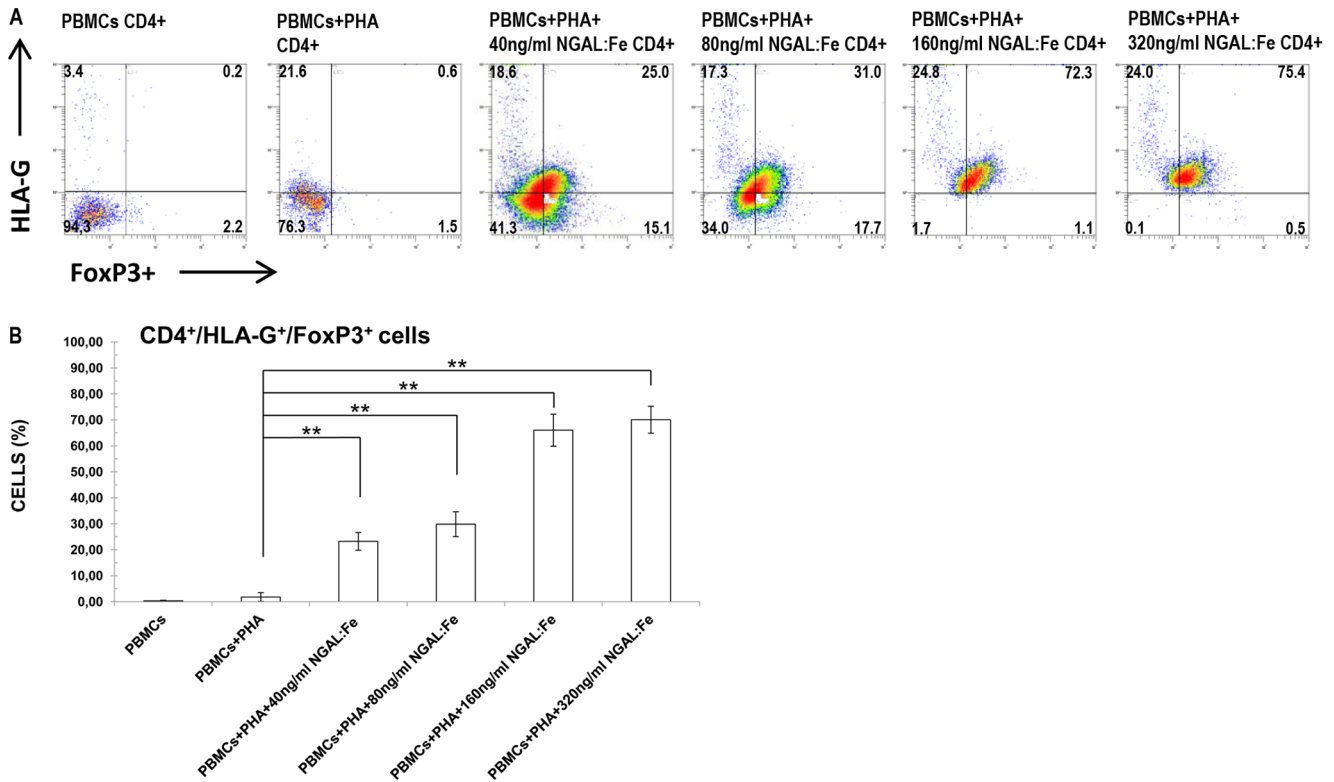 A
PBMCs CD4+
PBMCs+PHA
CD4+
PBMCs+PHA+
40ng/ml NGAL:Fe CD4+
PBMCs+PHA+
80ng/ml NGAL:Fe CD4+
PBMCs+PHA+
160ng/ml NGAL:Fe CD4+
PBMCs+PHA+
320ng/ml NGAL:Fe CD4+
HLA-G
3.4 0.2
94.3 2.2
21.6 0.6
76.3 1.5
18.6 25.0
41.3 15.1
17.3 31.0
34.0 17.7
24.8 72.3
1.7 1.1
24.0 75.4
0.1 0.5
FoxP3+
B
CD4+/HLA-G+/FoxP3+ cells
CELLS (%)
100,00
90,00
80,00
70,00
60,00
50,00
40,00
30,00
20,00
10,00
0,00
**
**
**
**
PBMCs
PBMCs+PHA
PBMCs+PHA+40ng/ml NGAL:Fe
PBMCs+PHA+80ng/ml NGAL:Fe
PBMCs+PHA+160ng/ml NGAL:Fe
PBMCs+PHA+320ng/ml NGAL:Fe